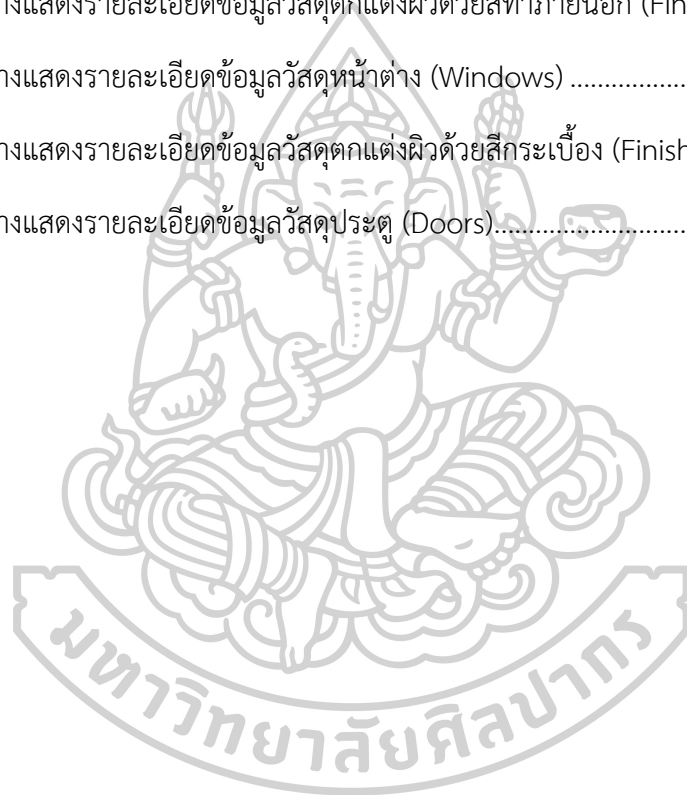 างแสดงรายละเอียดข้อมูลวัสดุตกแต่งผิวด้วยสีทาภายนอก (Fin
างแสดงรายละเอียดข้อมูลวัสดุหน้าต่าง (Windows) ..................
างแสดงรายละเอียดข้อมูลวัสดุตกแต่งผิวด้วยสีกระเบื้อง (Finish
างแสดงรายละเอียดข้อมูลวัสดุประตู (Doors).............................
มหาวิทยาลัยศิลปากร